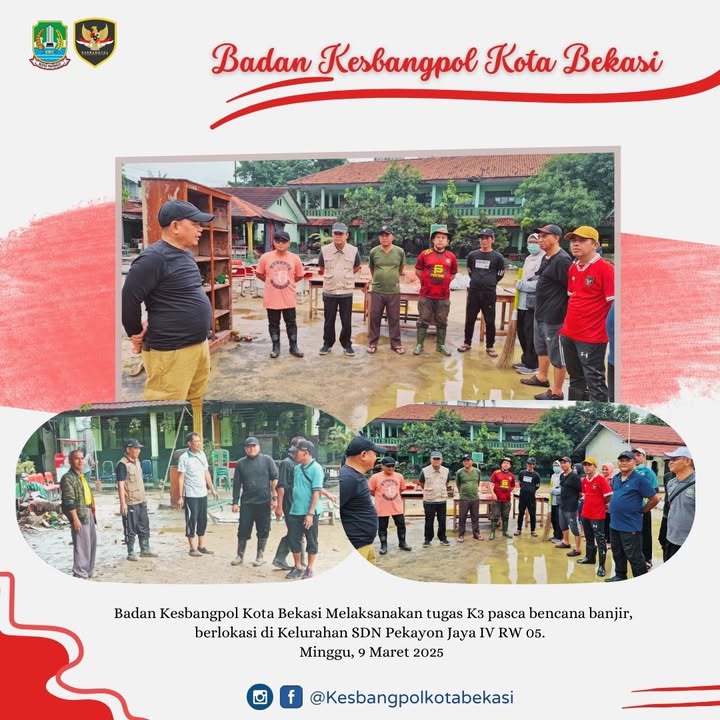 Badan Kesbangpol Kota Bekasi
Badan Kesbangpol Kota Bekasi Melaksanakan tugas K3 pasca bencana banjir,
berlokasi di Kelurahan SDN Pekayon Jaya IV RW 05.
Minggu, 9 Maret 2025
@Kesbangpolkotabekasi